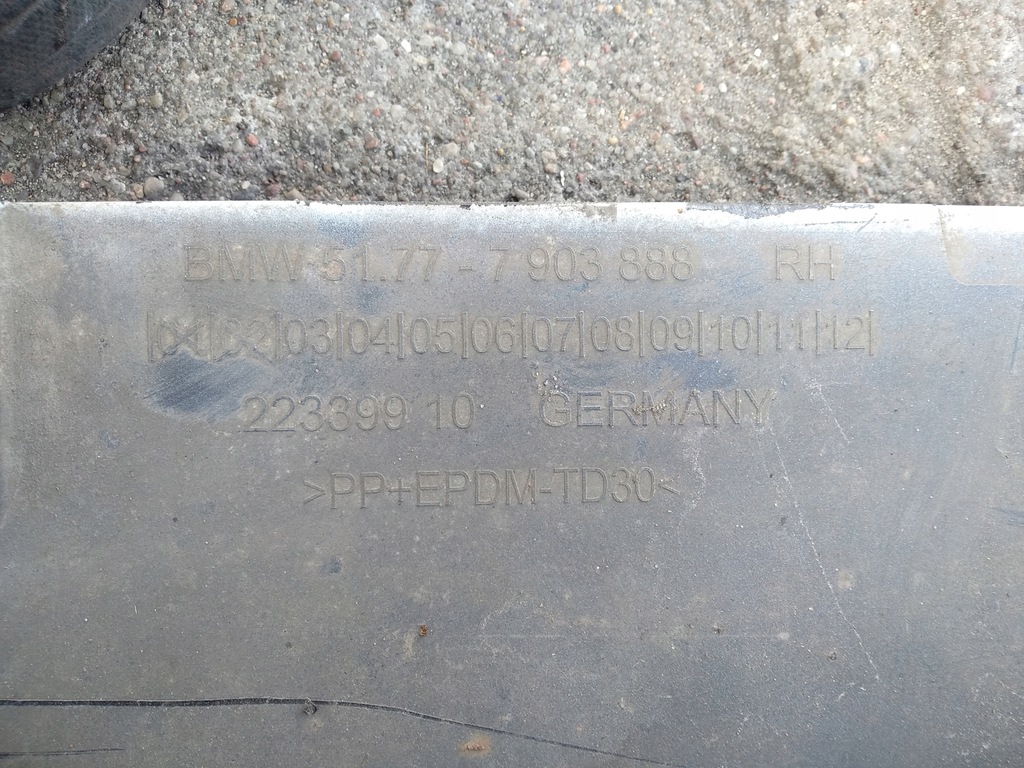 BMW 51.77 - 7 903 888 RH
|01|02|03|04|05|06|07|08|09|10|11|12|
223399 10 GERMANY
>PP+EPDM-TD30<